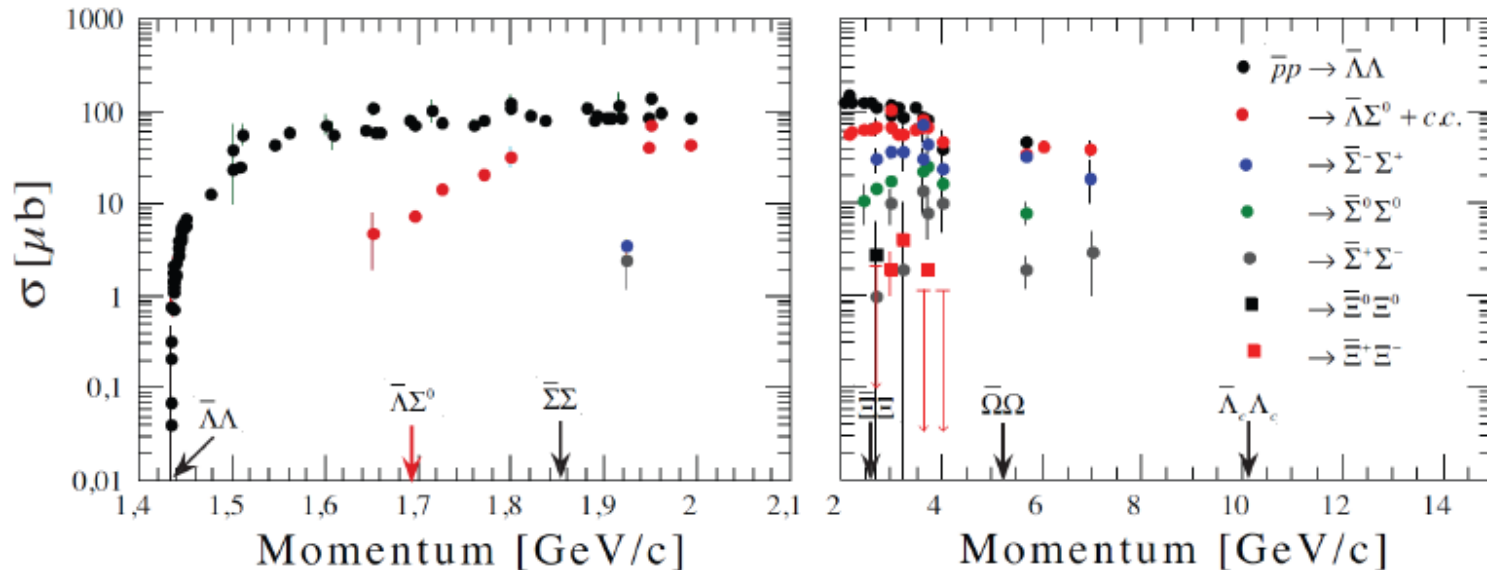 σ [μb]
1000
100
10
1
0,1
0,01
Λ̄Λ
Λ̄Σ⁰
Σ̄Σ
1,4 1,5 1,6 1,7 1,8 1,9 2 2,1
Momentum [GeV/c]
p̄p → Λ̄Λ
→ Λ̄Σ⁰ + c.c.
→ Σ̄⁻Σ⁺
→ Σ̄⁰Σ⁰
→ Σ̄⁺Σ⁻
→ Ξ̄⁰Ξ⁰
→ Ξ̄⁺Ξ⁻
Ξ̄Ξ
Ω̄Ω
Λ̄cΛc
2 4 6 8 10 12 14
Momentum [GeV/c]